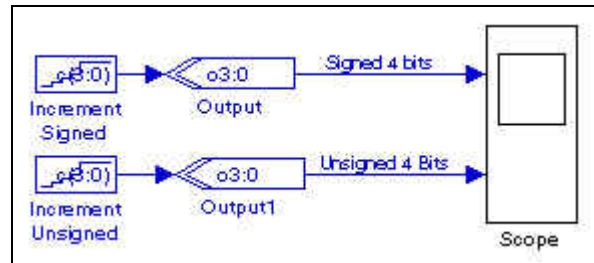 c(3:0)
o3:0
Signed 4 bits
Increment
Signed
Output
c(3:0)
o3:0
Unsigned 4 Bits
Increment
Unsigned
Output1
Scope